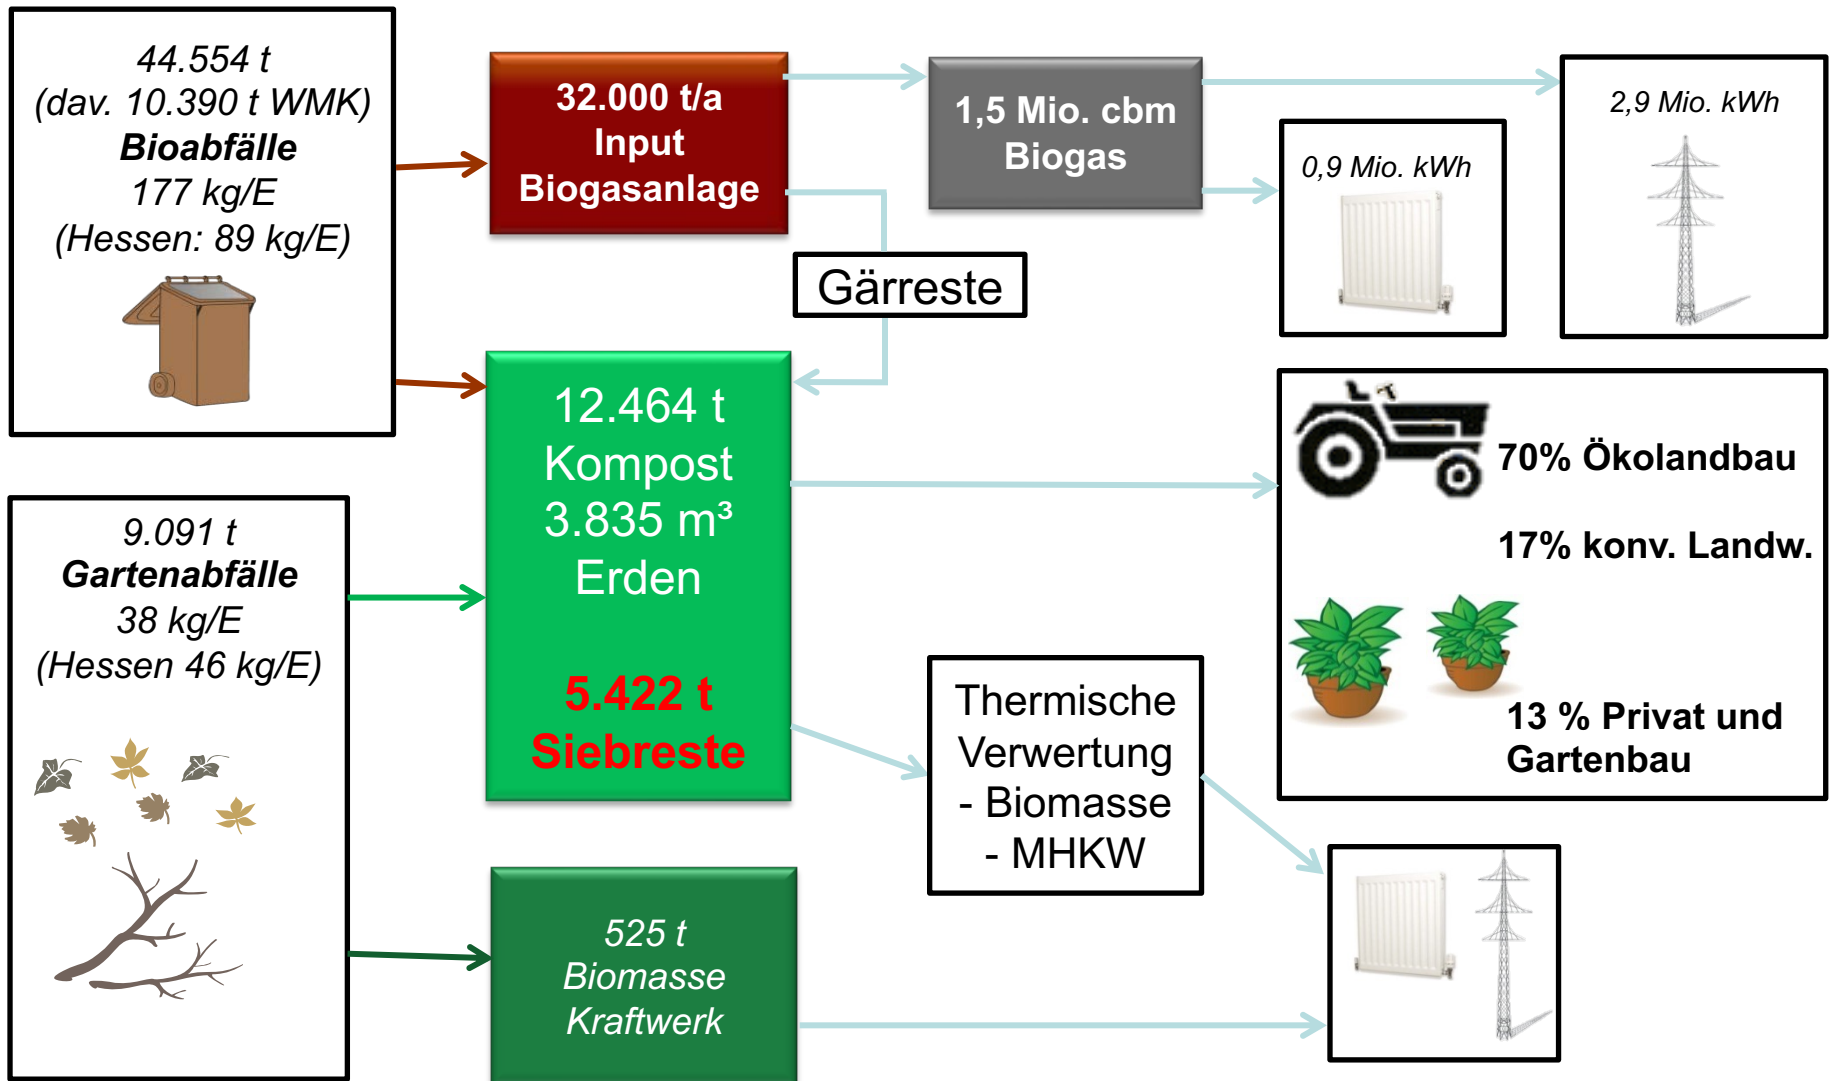 44.554 t
(dav. 10.390 t WMK)
Bioabfälle
177 kg/E
(Hessen: 89 kg/E)
32.000 t/a
Input
Biogasanlage
1,5 Mio. cbm
Biogas
0,9 Mio. kWh
2,9 Mio. kWh
Gärreste
12.464 t
Kompost
3.835 m³
Erden
5.422 t
Siebreste
70% Ökolandbau
17% konv. Landw.
13 % Privat und
Gartenbau
9.091 t
Gartenabfälle
38 kg/E
(Hessen 46 kg/E)
Thermische
Verwertung
- Biomasse
- MHKW
525 t
Biomasse
Kraftwerk